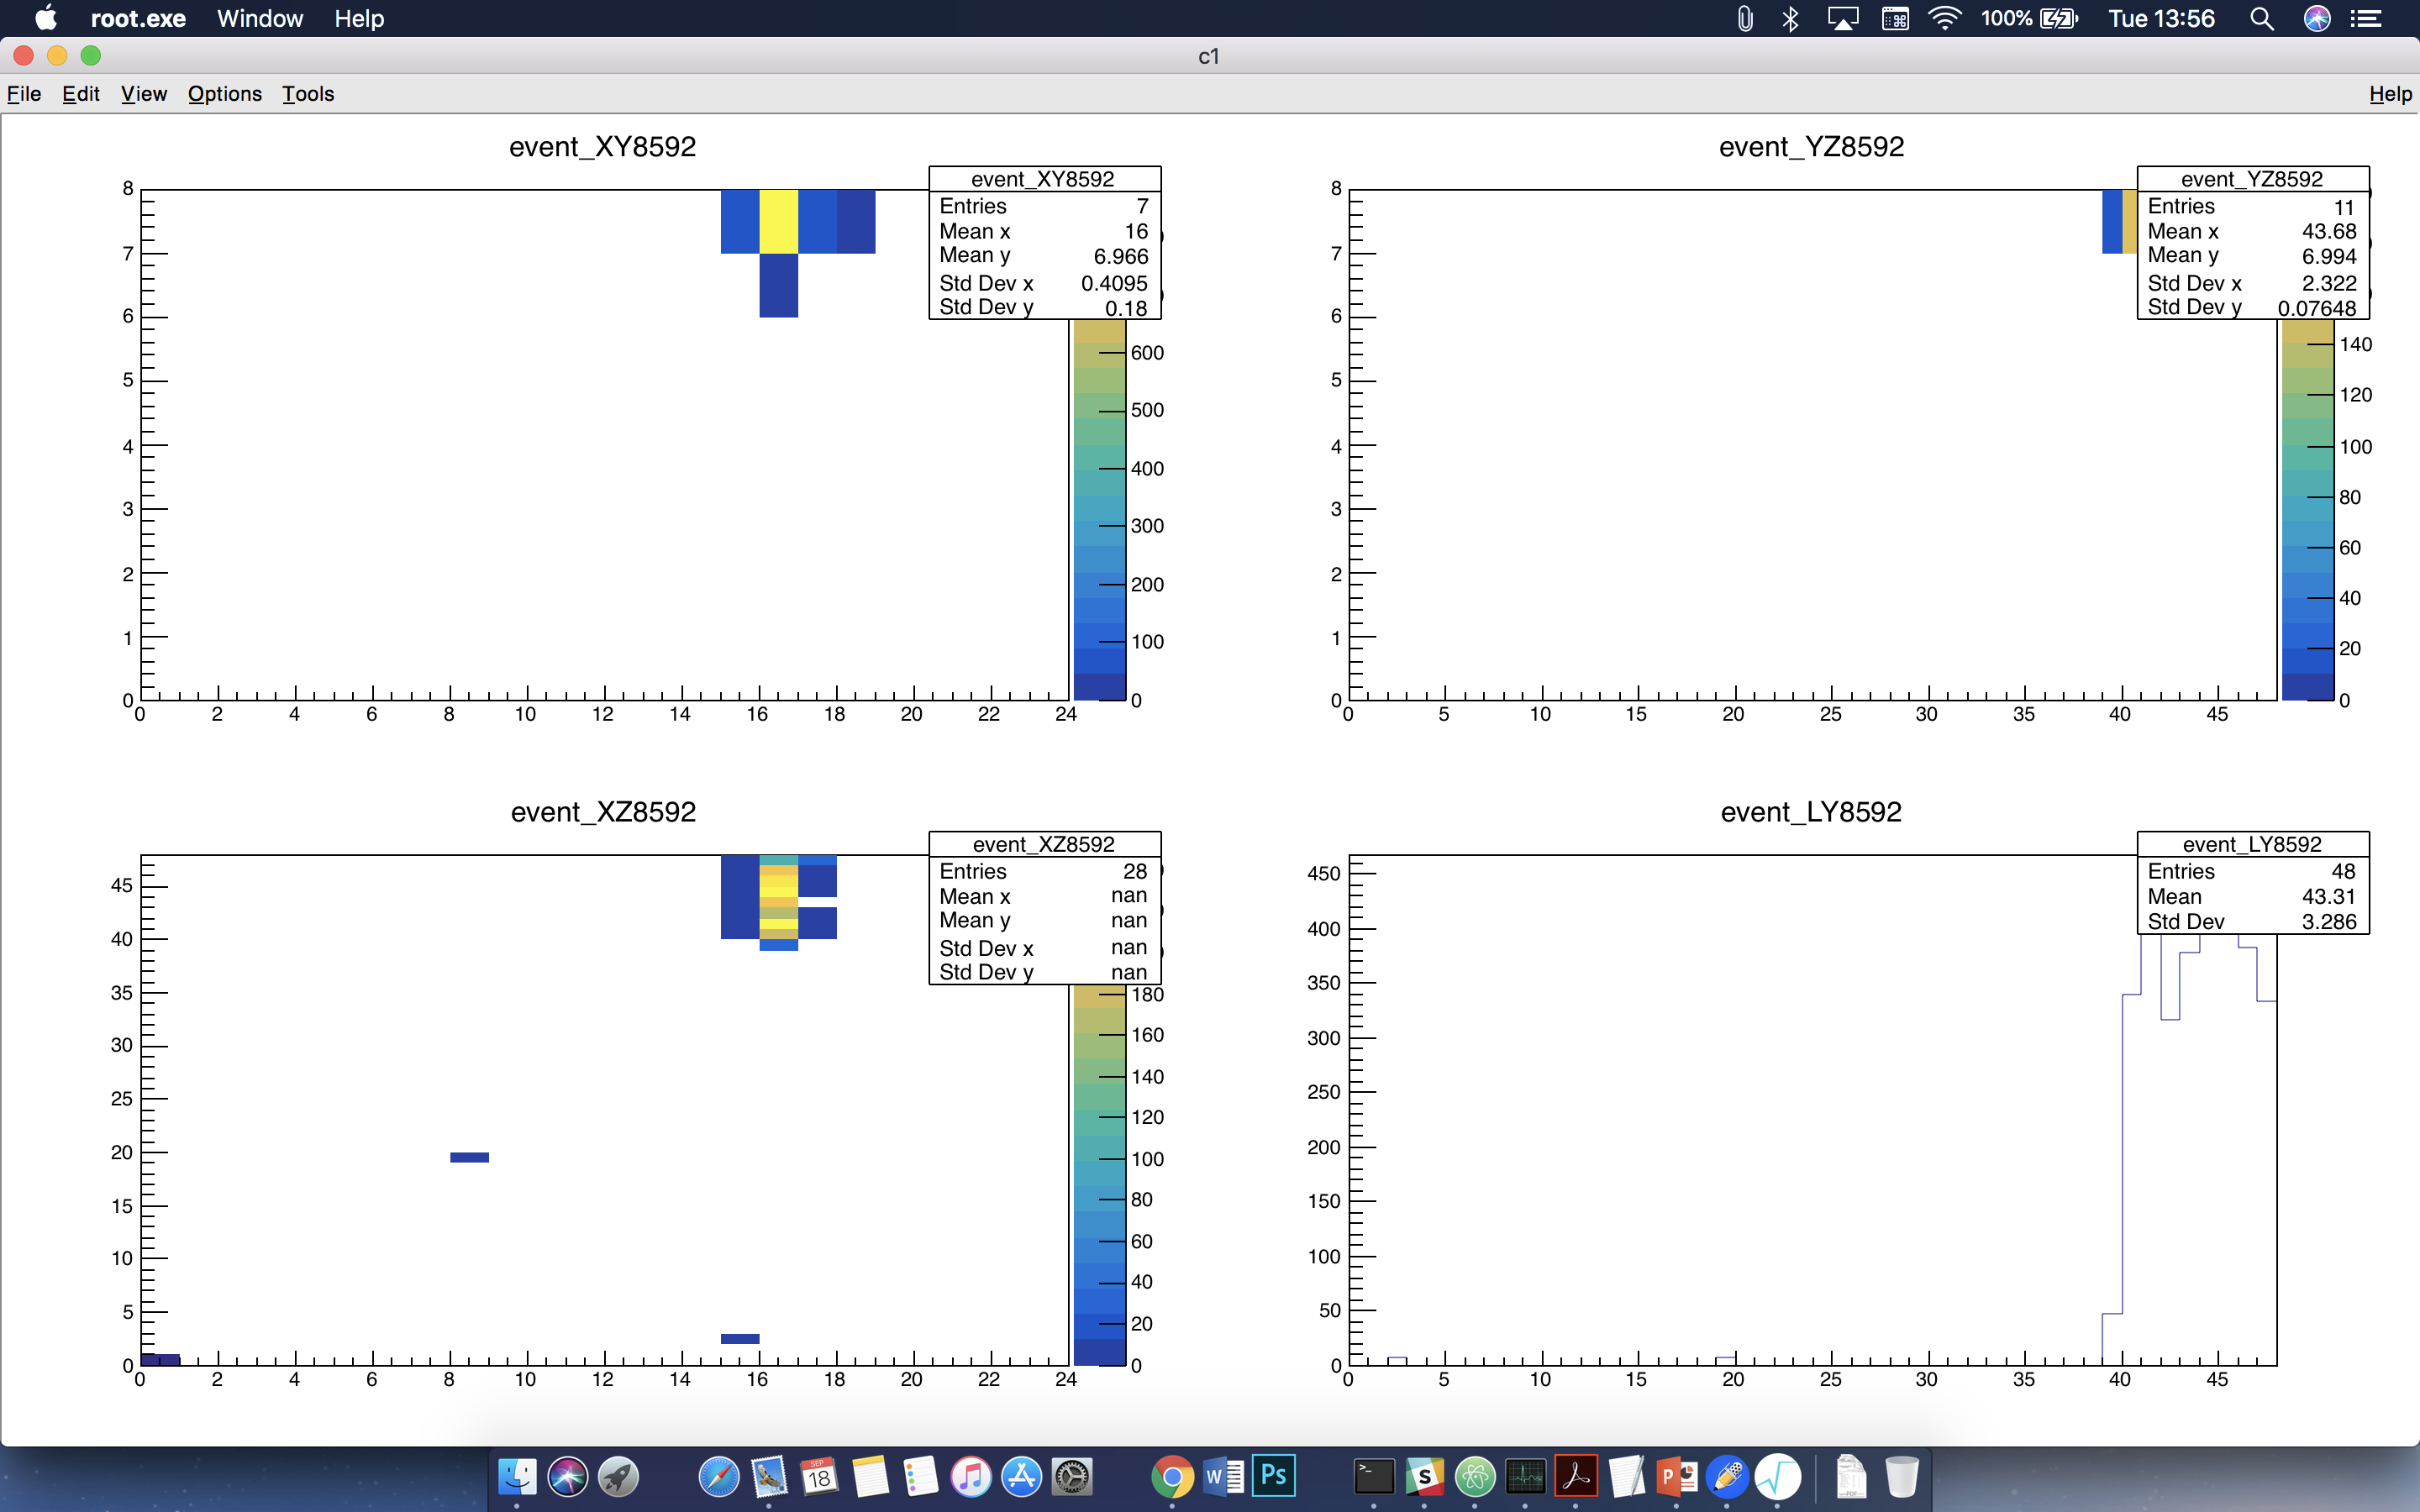 root.exe Window Help 100% Tue 13:56
c1
File Edit View Options Tools Help
event_XY8592
event_XY8592
Entries 7
Mean x 16
Mean y 6.966
Std Dev x 0.4095
Std Dev y 0.18
8
7
6
5
4
3
2
1
0
0 2 4 6 8 10 12 14 16 18 20 22 24
600
500
400
300
200
100
0
event_YZ8592
event_YZ8592
Entries 11
Mean x 43.68
Mean y 6.994
Std Dev x 2.322
Std Dev y 0.07648
8
7
6
5
4
3
2
1
0
0 5 10 15 20 25 30 35 40 45
140
120
100
80
60
40
20
0
event_XZ8592
event_XZ8592
Entries 28
Mean x nan
Mean y nan
Std Dev x nan
Std Dev y nan
45
40
35
30
25
20
15
10
5
0
0 2 4 6 8 10 12 14 16 18 20 22 24
180
160
140
120
100
80
60
40
20
0
event_LY8592
event_LY8592
Entries 48
Mean 43.31
Std Dev 3.286
450
400
350
300
250
200
150
100
50
0
0 5 10 15 20 25 30 35 40 45
SEP
18
W
Ps
>_
S
P
PDF